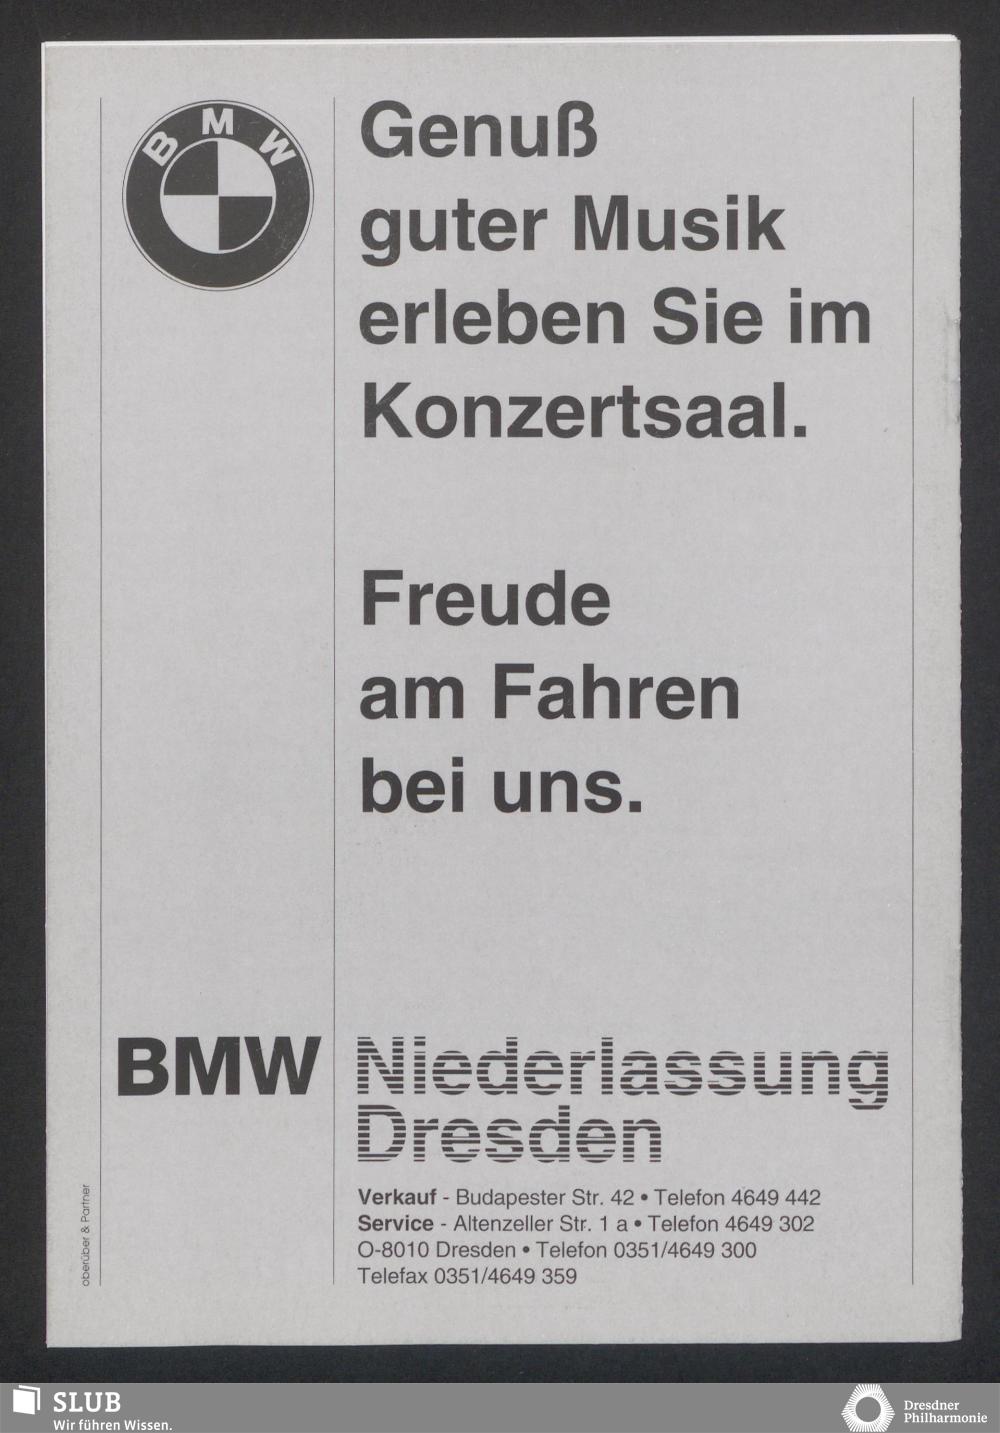 BMW
Genuß
guter Musik
erleben Sie im
Konzertsaal.
Freude
am Fahren
bei uns.
BMW Niederlassung
Dresden
Verkauf - Budapester Str. 42 • Telefon 4649 442
Service - Altenzeller Str. 1 a • Telefon 4649 302
O-8010 Dresden • Telefon 0351/4649 300
Telefax 0351/4649 359
oberüber & Partner
SLUB
Wir führen Wissen.
Dresdner
Philharmonie